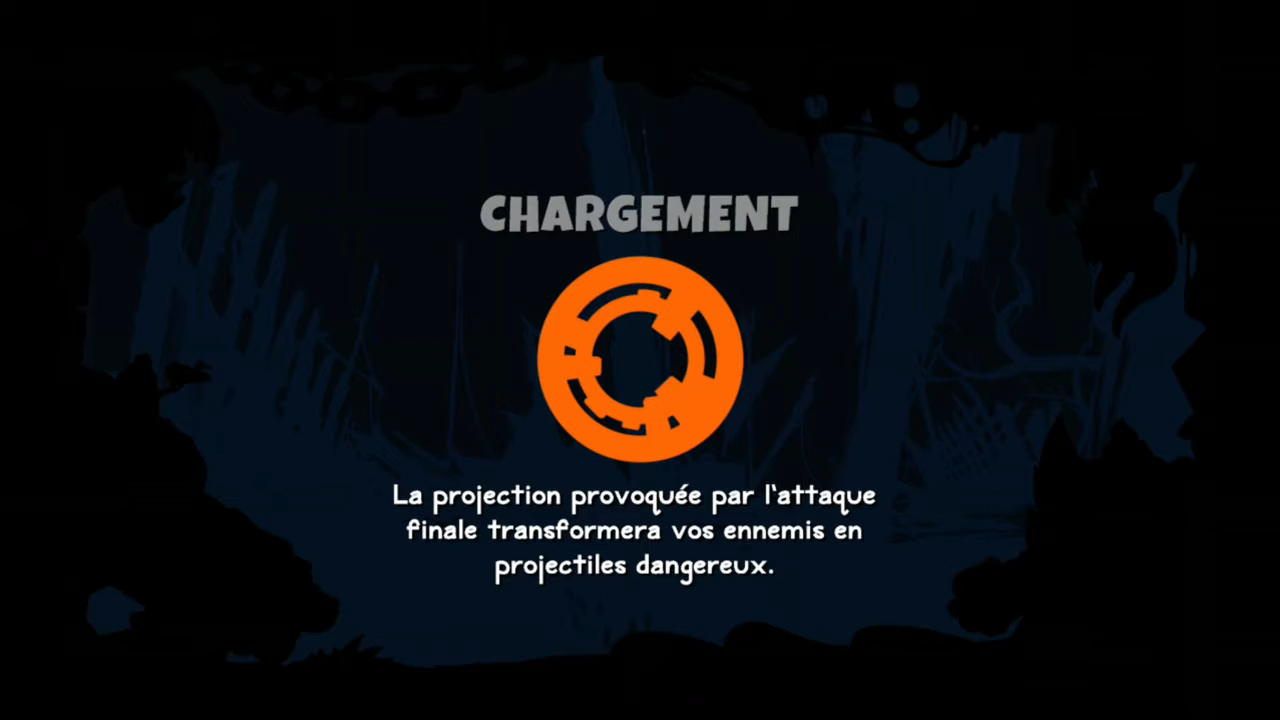 CHARGEMENT
La projection provoquée par l'attaque
finale transformera vos ennemis en
projectiles dangereux.